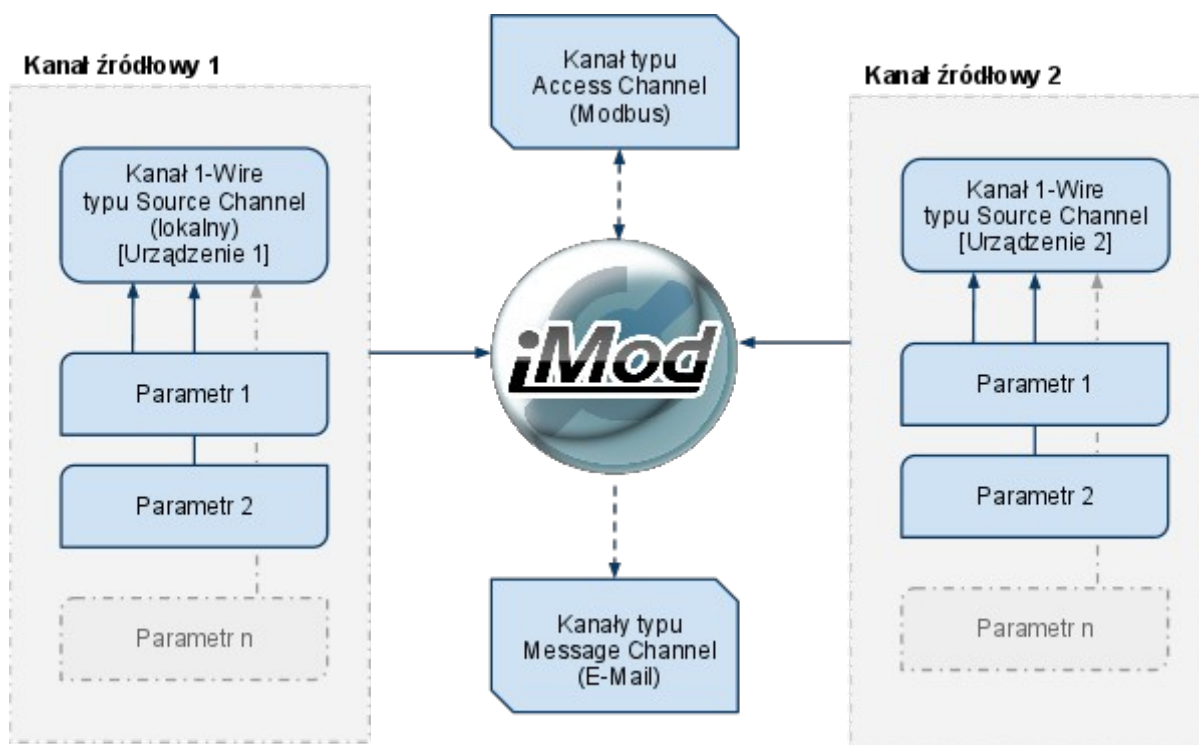 Kanał źródłowy 1
Kanał 1-Wire
typu Source Channel
(lokalny)
[Urządzenie 1]
Parametr 1
Parametr 2
Parametr n
Kanał typu
Access Channel
(Modbus)
iMod
Kanały typu
Message Channel
(E-Mail)
Kanał źródłowy 2
Kanał 1-Wire
typu Source Channel
[Urządzenie 2]
Parametr 1
Parametr 2
Parametr n